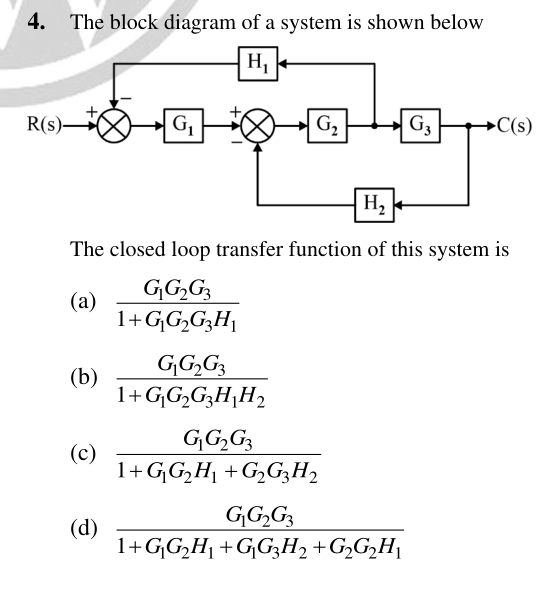 4. The block diagram of a system is shown below
H₁
R(s) + − G₁ + − G₂ G₃ C(s)
H₂
The closed loop transfer function of this system is
(a) G₁G₂G₃ / 1+G₁G₂G₃H₁
(b) G₁G₂G₃ / 1+G₁G₂G₃H₁H₂
(c) G₁G₂G₃ / 1+G₁G₂H₁ +G₂G₃H₂
(d) G₁G₂G₃ / 1+G₁G₂H₁ +G₁G₃H₂ +G₂G₂H₁